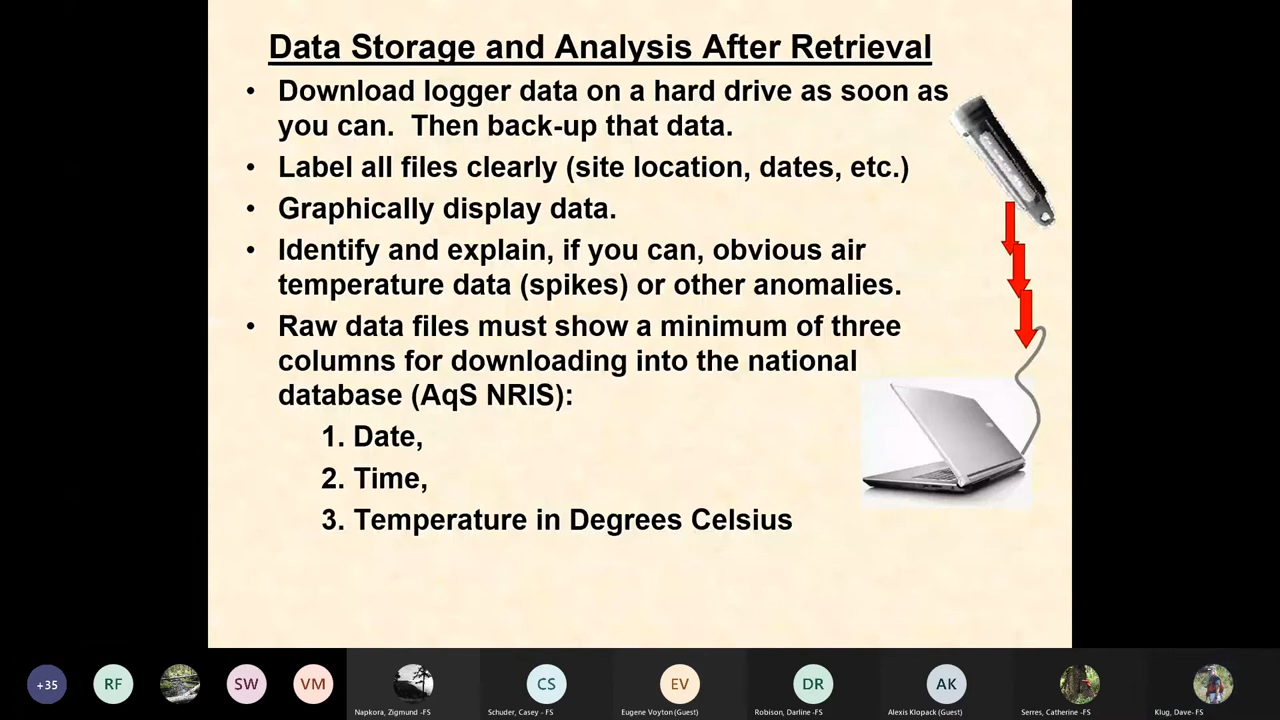 Data Storage and Analysis After Retrieval
• Download logger data on a hard drive as soon as
you can. Then back-up that data.
• Label all files clearly (site location, dates, etc.)
• Graphically display data.
• Identify and explain, if you can, obvious air
temperature data (spikes) or other anomalies.
• Raw data files must show a minimum of three
columns for downloading into the national
database (AqS NRIS):
1. Date,
2. Time,
3. Temperature in Degrees Celsius
+35 RF SW VM CS EV DR AK
Napkora, Zigmund -FS Schuder, Casey - FS Eugene Voyton (Guest) Robison, Darline -FS Alexis Klopack (Guest) Serres, Catherine -FS Klug, Dave- FS